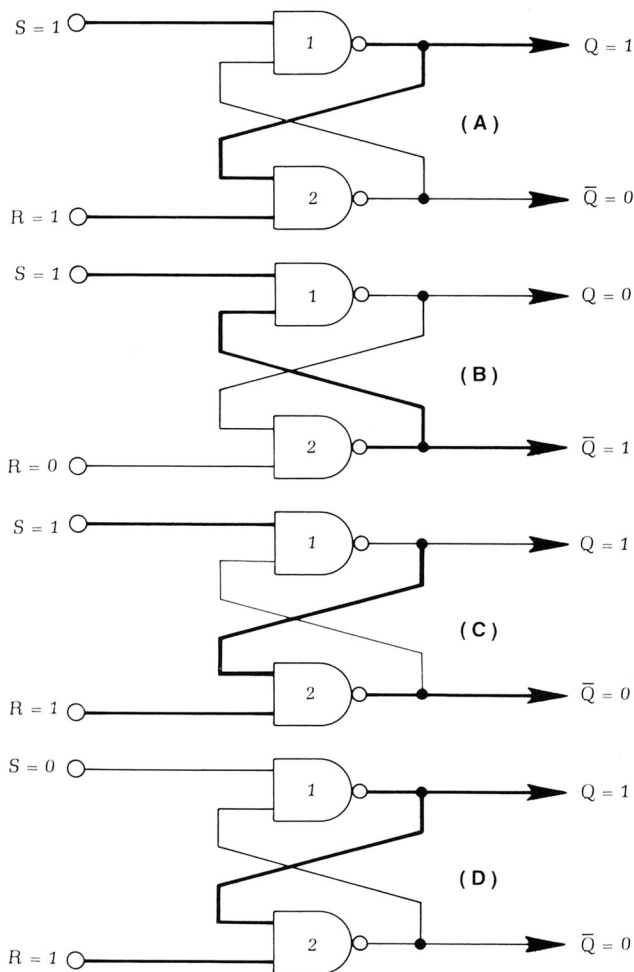 S = 1
1
Q = 1
(A)
2
R = 1
Q̅ = 0
S = 1
1
Q = 0
(B)
2
R = 0
Q̅ = 1
S = 1
1
Q = 1
(C)
2
R = 1
Q̅ = 0
S = 0
1
Q = 1
(D)
2
R = 1
Q̅ = 0